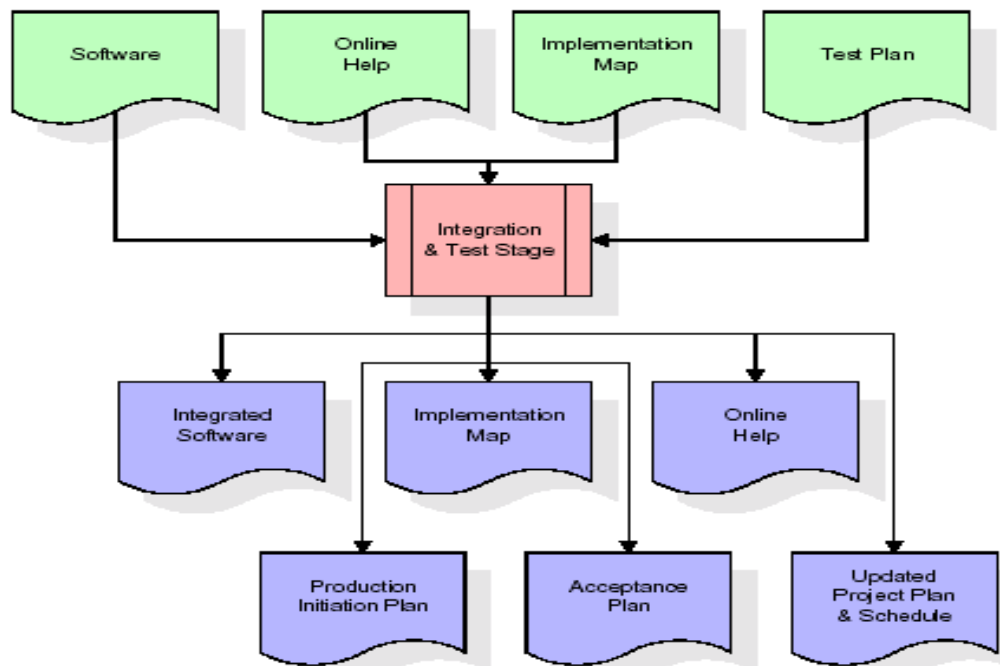 Software
Online
Help
Implementation
Map
Test Plan
Integration
& Test Stage
Integrated
Software
Implementation
Map
Online
Help
Production
Initiation Plan
Acceptance
Plan
Updated
Project Plan
& Schedule